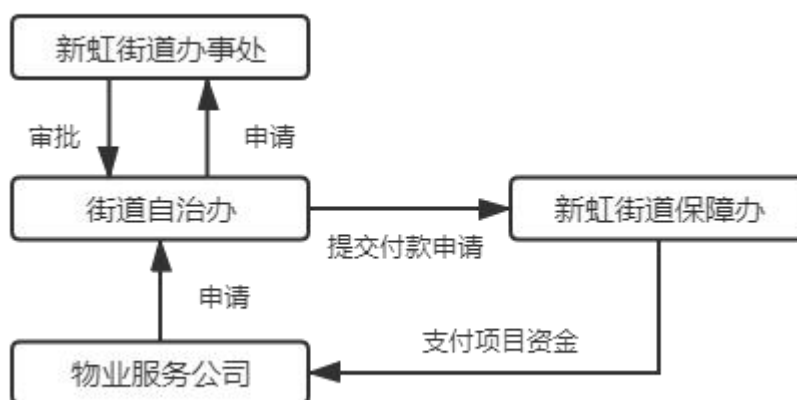 新虹街道办事处
审批
申请
街道自治办
新虹街道保障办
提交付款申请
申请
支付项目资金
物业服务公司